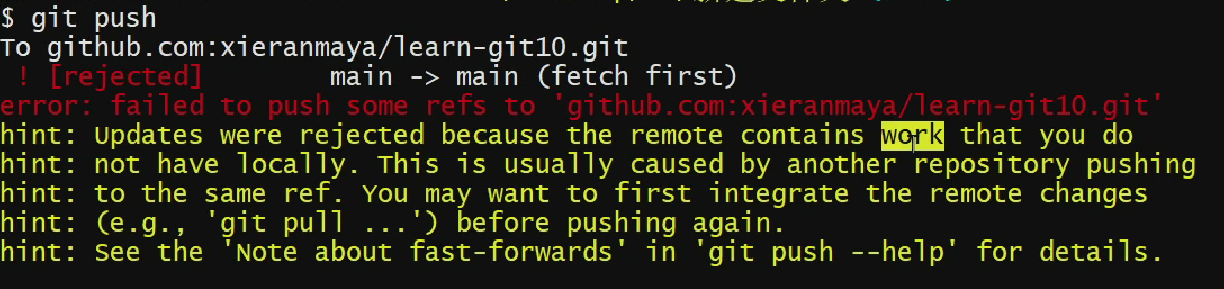 $ git push
To github.com:xieranmaya/learn-git10.git
 ! [rejected]        main -> main (fetch first)
error: failed to push some refs to 'github.com:xieranmaya/learn-git10.git'
hint: Updates were rejected because the remote contains work that you do
hint: not have locally. This is usually caused by another repository pushing
hint: to the same ref. You may want to first integrate the remote changes
hint: (e.g., 'git pull ...') before pushing again.
hint: See the 'Note about fast-forwards' in 'git push --help' for details.